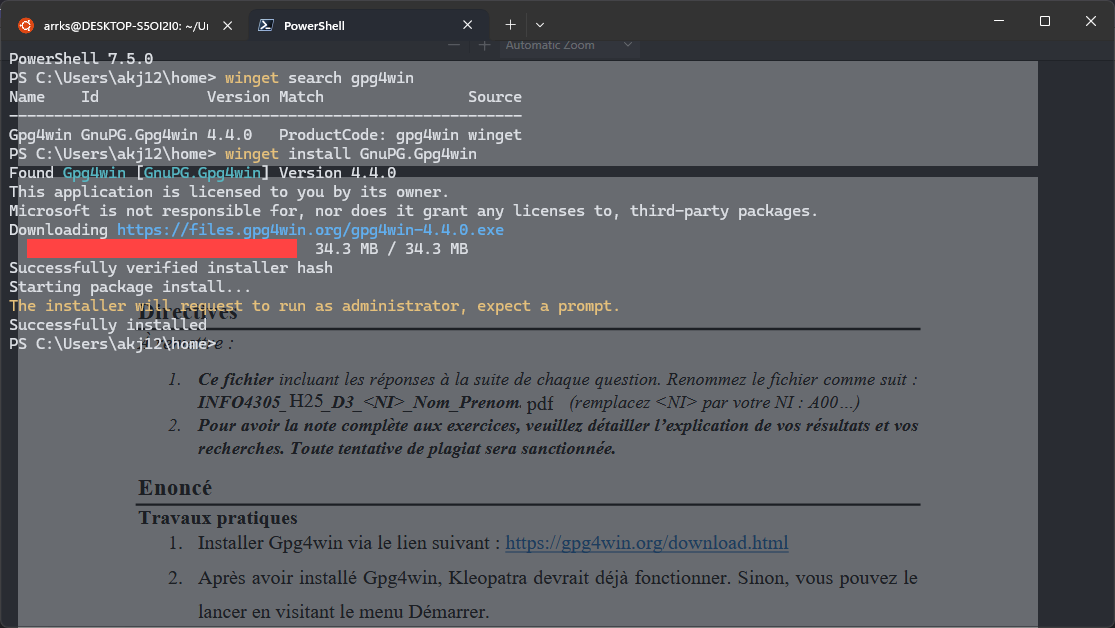 arrks@DESKTOP-S5OI2I0: ~/Ur
PowerShell
Automatic Zoom
PowerShell 7.5.0
PS C:\Users\akj12\home> winget search gpg4win
Name Id Version Match Source
Gpg4win GnuPG.Gpg4win 4.4.0 ProductCode: gpg4win winget
PS C:\Users\akj12\home> winget install GnuPG.Gpg4win
Found Gpg4win [GnuPG.Gpg4win] Version 4.4.0
This application is licensed to you by its owner.
Microsoft is not responsible for, nor does it grant any licenses to, third-party packages.
Downloading https://files.gpg4win.org/gpg4win-4.4.0.exe
34.3 MB / 34.3 MB
Successfully verified installer hash
Starting package install...
The installer will request to run as administrator, expect a prompt.
Directives
Successfully installed
PS C:\Users\akj12\home>
1. Ce fichier incluant les réponses à la suite de chaque question. Renommez le fichier comme suit :
INFO4305_H25_D3_<NI>_Nom_Prenom. pdf (remplacez <NI> par votre NI : A00…)
2. Pour avoir la note complète aux exercices, veuillez détailler l'explication de vos résultats et vos
recherches. Toute tentative de plagiat sera sanctionnée.
Enoncé
Travaux pratiques
1. Installer Gpg4win via le lien suivant : https://gpg4win.org/download.html
2. Après avoir installé Gpg4win, Kleopatra devrait déjà fonctionner. Sinon, vous pouvez le
lancer en visitant le menu Démarrer.